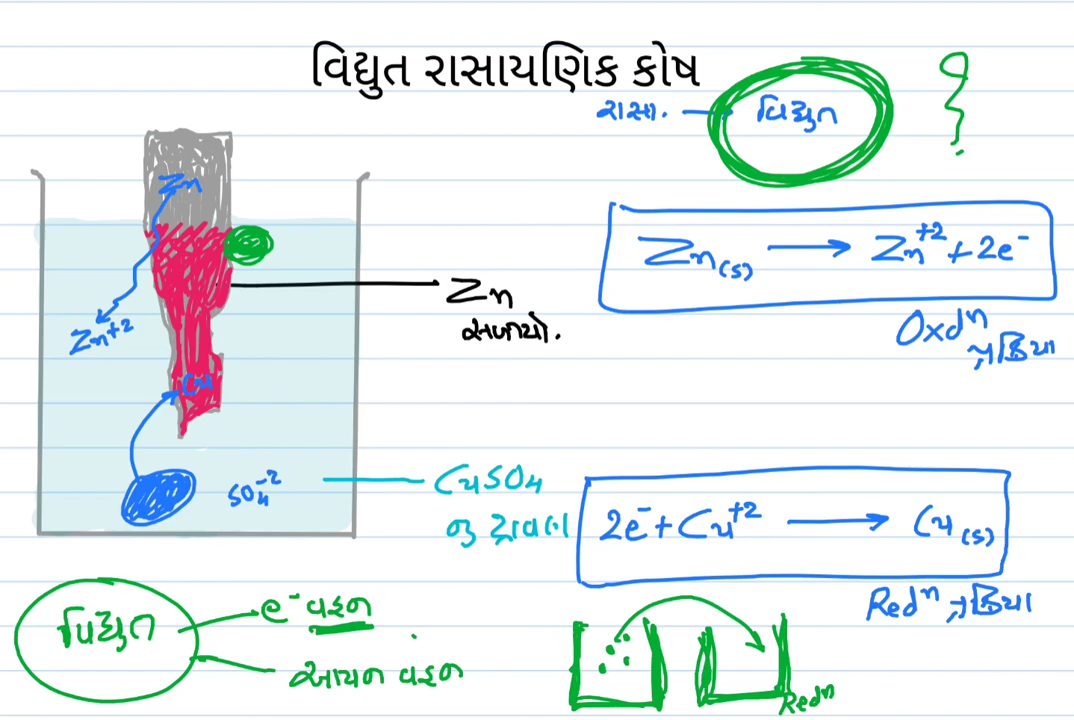 વિદ્યુત રાસાયણિક કોષ
રાસા. વિદ્યુત ?
Zn
Zn(s) ⟶ Zn⁺² + 2e⁻
Zn
સળીયો.
Zn⁺²
Oxdⁿ
પ્રક્રિયા
Cu
SO₄⁻²
CuSO₄
નુ દ્રાવણ
2e⁻ + Cu⁺² ⟶ Cu(s)
Redⁿ પ્રક્રિયા
વિદ્યુત
e⁻ વહન
આયન વહન
Redⁿ